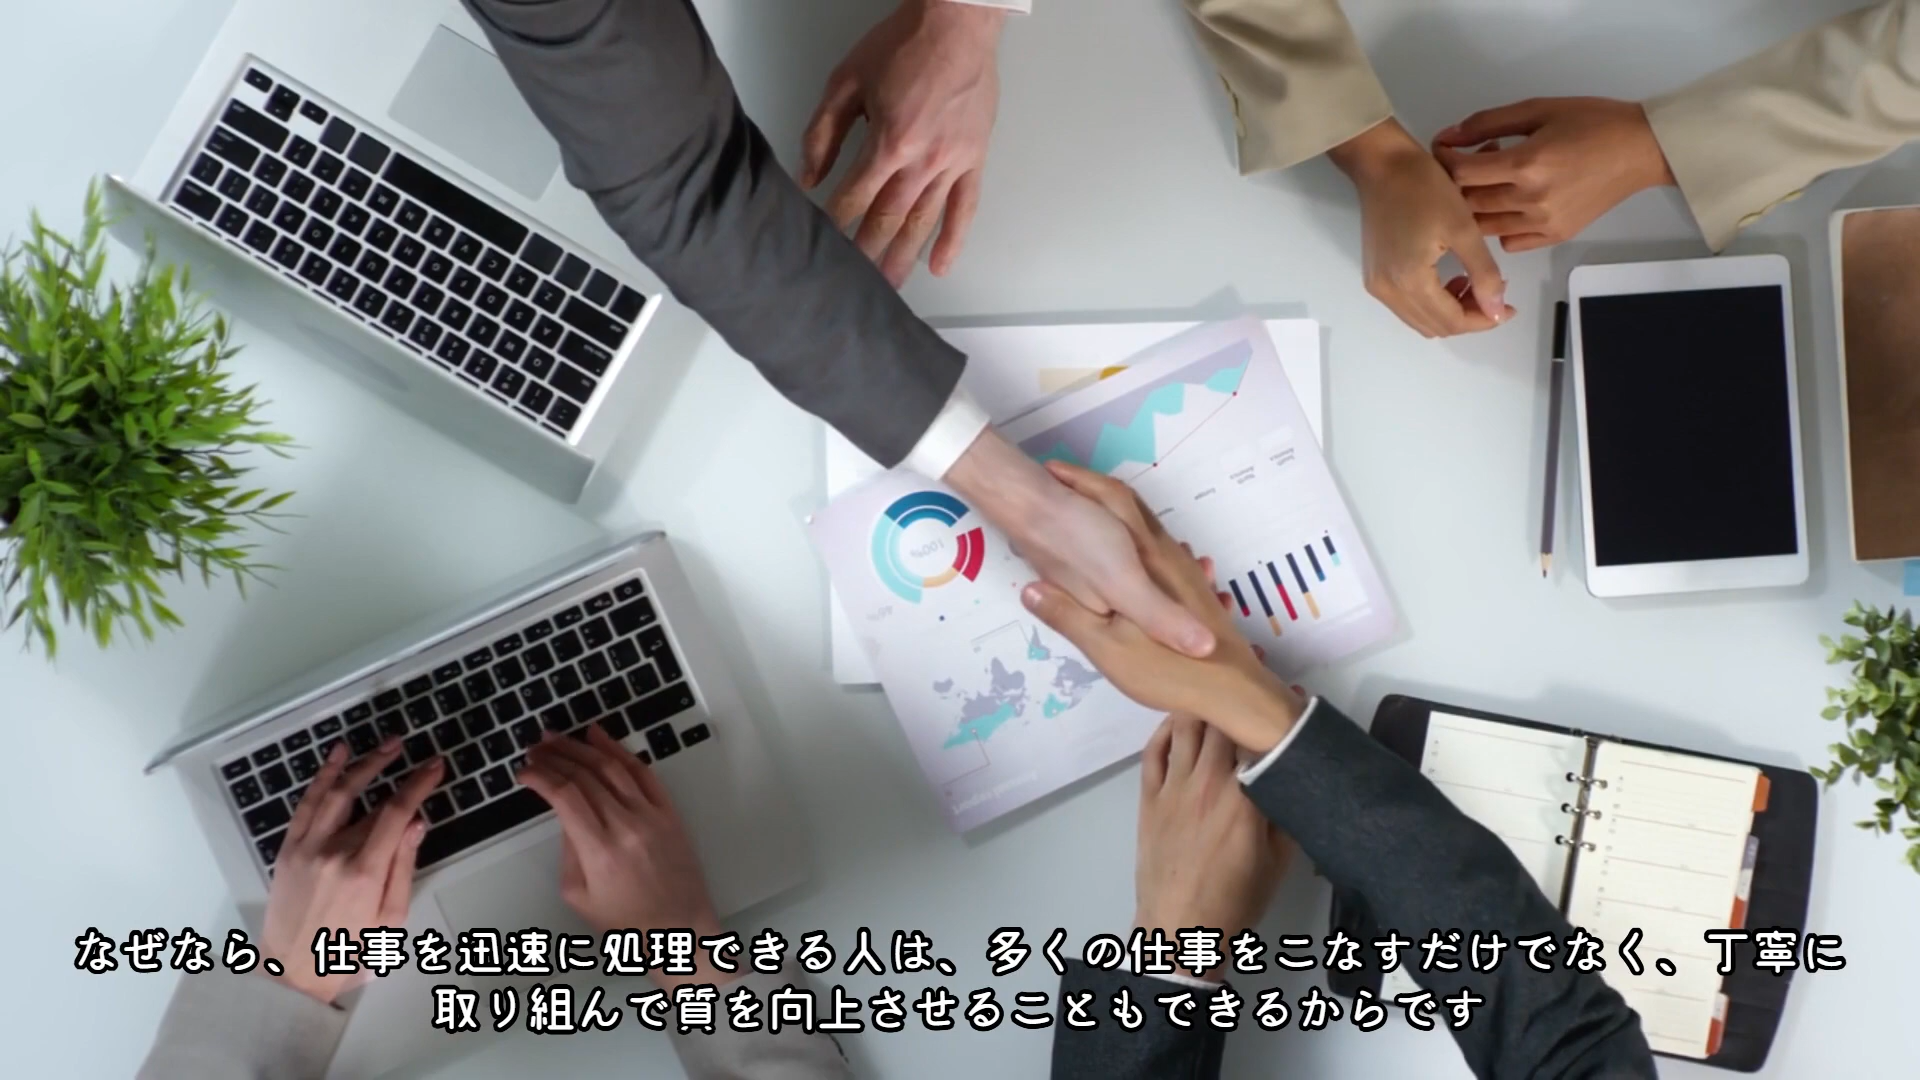 なぜなら、仕事を迅速に処理できる人は、多くの仕事をこなすだけでなく、丁寧に
取り組んで質を向上させることもできるからです
100%